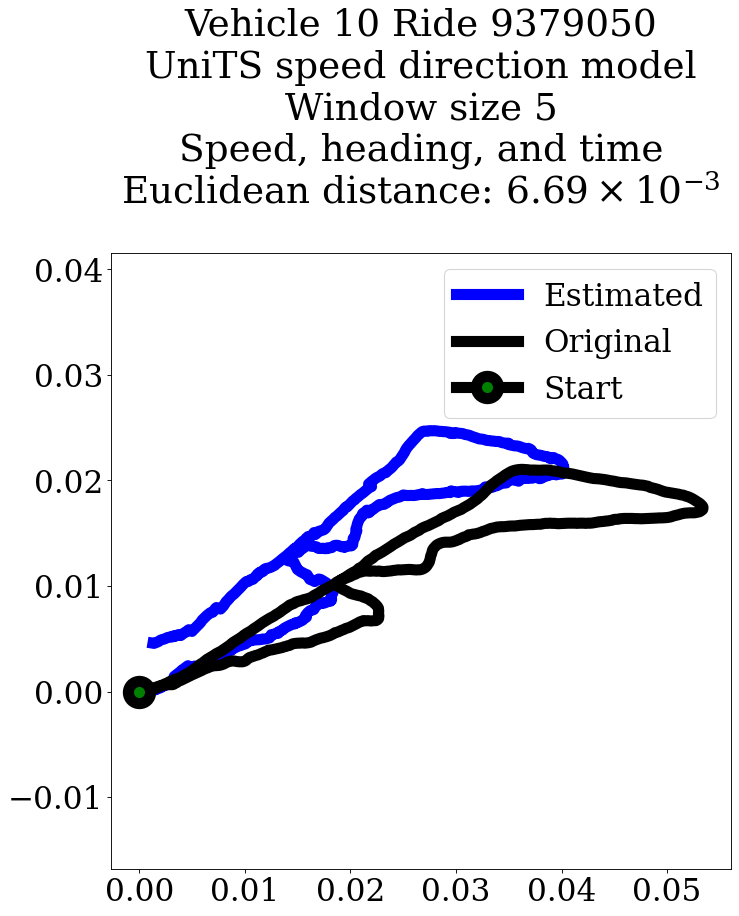 Vehicle 10 Ride 9379050
UniTS speed direction model
Window size 5
Speed, heading, and time
Euclidean distance: 6.69 × 10⁻³
Estimated
Original
Start
0.04
0.03
0.02
0.01
0.00
−0.01
0.00 0.01 0.02 0.03 0.04 0.05